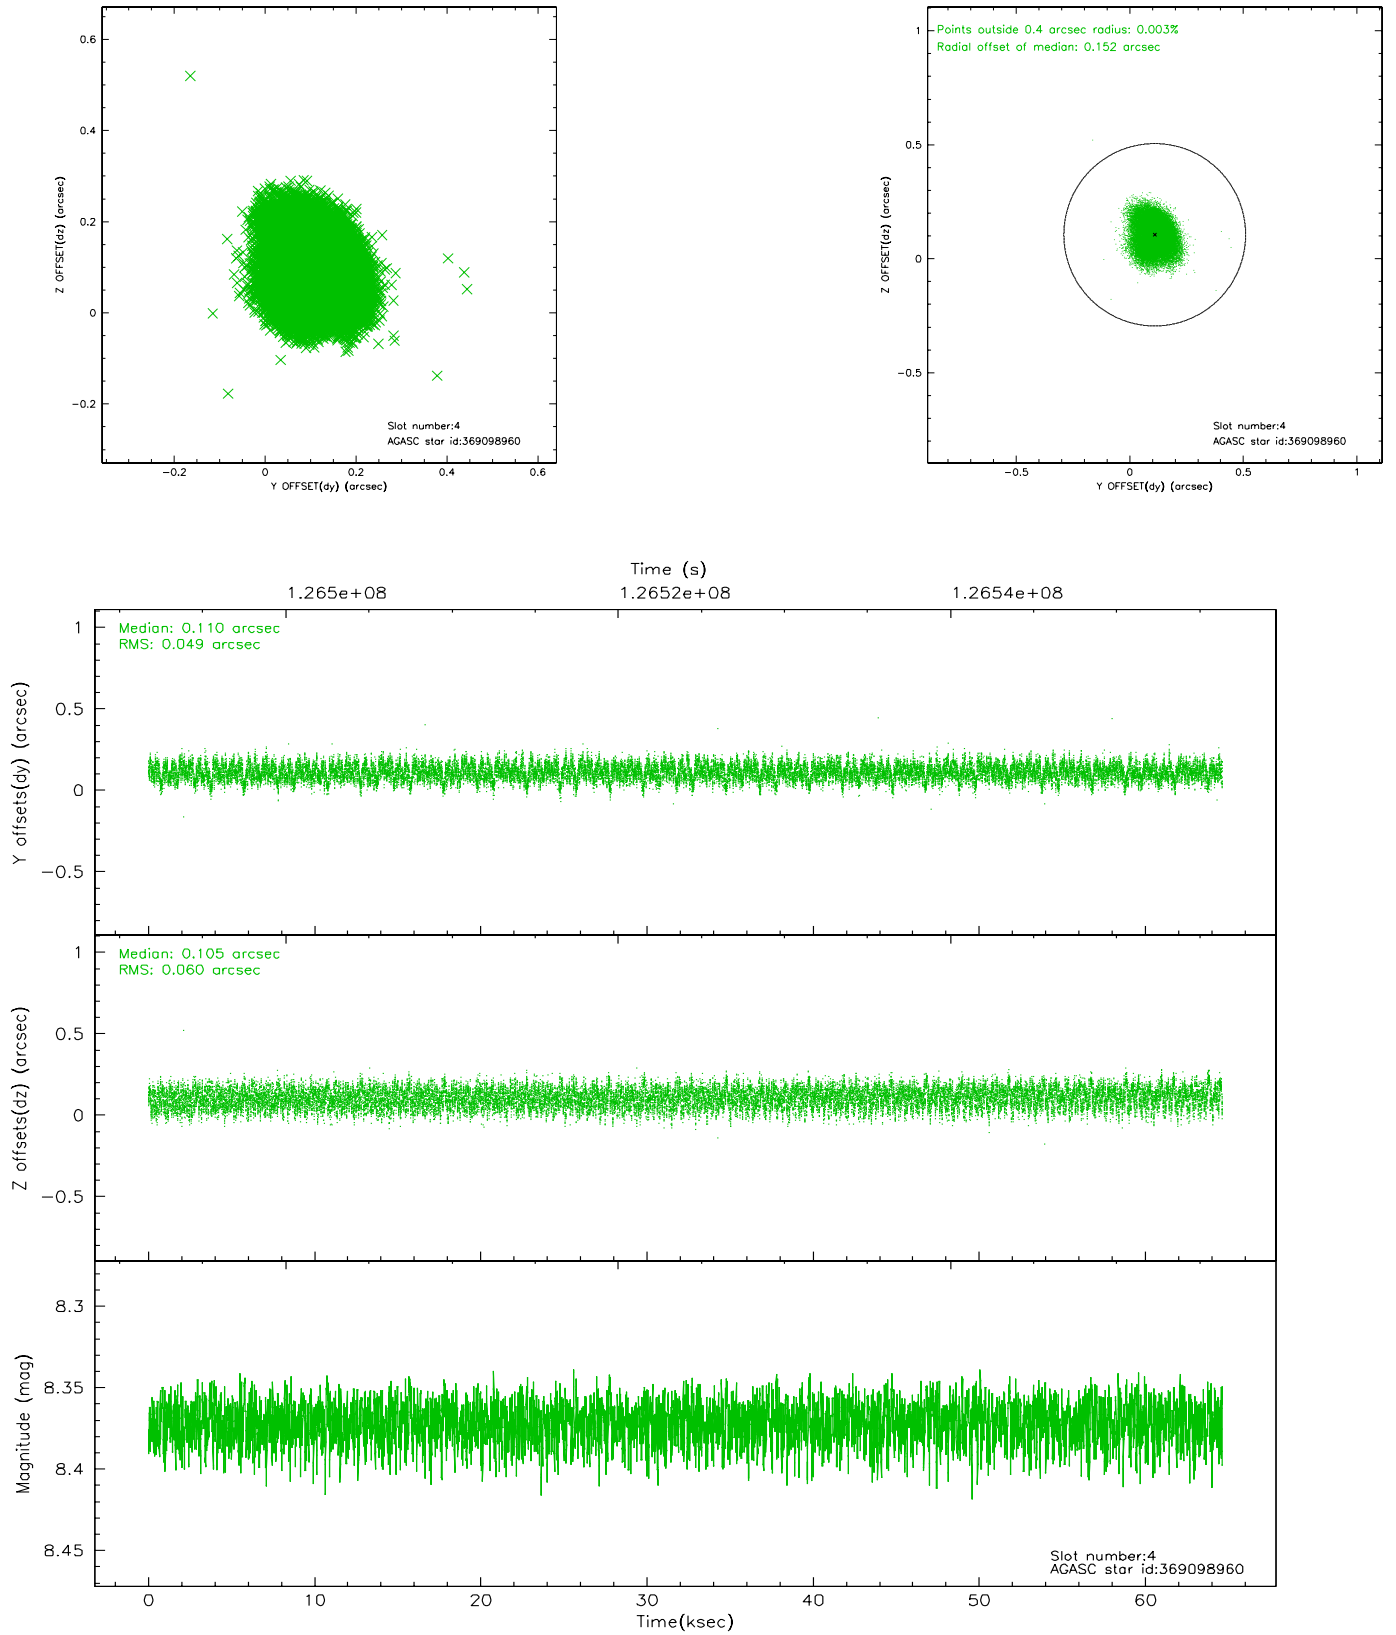 0.6
0.4
0.2
0
−0.2
Z OFFSET(dz) (arcsec)
Slot number:4
AGASC star id:369098960
−0.2 0 0.2 0.4 0.6
Y OFFSET(dy) (arcsec)
Points outside 0.4 arcsec radius: 0.003%
Radial offset of median: 0.152 arcsec
1
0.5
0
−0.5
Z OFFSET(dz) (arcsec)
Slot number:4
AGASC star id:369098960
−0.5 0 0.5 1
Y OFFSET(dy) (arcsec)
Time (s)
1.265e+08 1.2652e+08 1.2654e+08
Median: 0.110 arcsec
RMS: 0.049 arcsec
1
0.5
0
−0.5
Y offsets(dy) (arcsec)
Median: 0.105 arcsec
RMS: 0.060 arcsec
1
0.5
0
−0.5
Z offsets(dz) (arcsec)
8.3
8.35
8.4
8.45
Magnitude (mag)
Slot number:4
AGASC star id:369098960
0 10 20 30 40 50 60
Time(ksec)